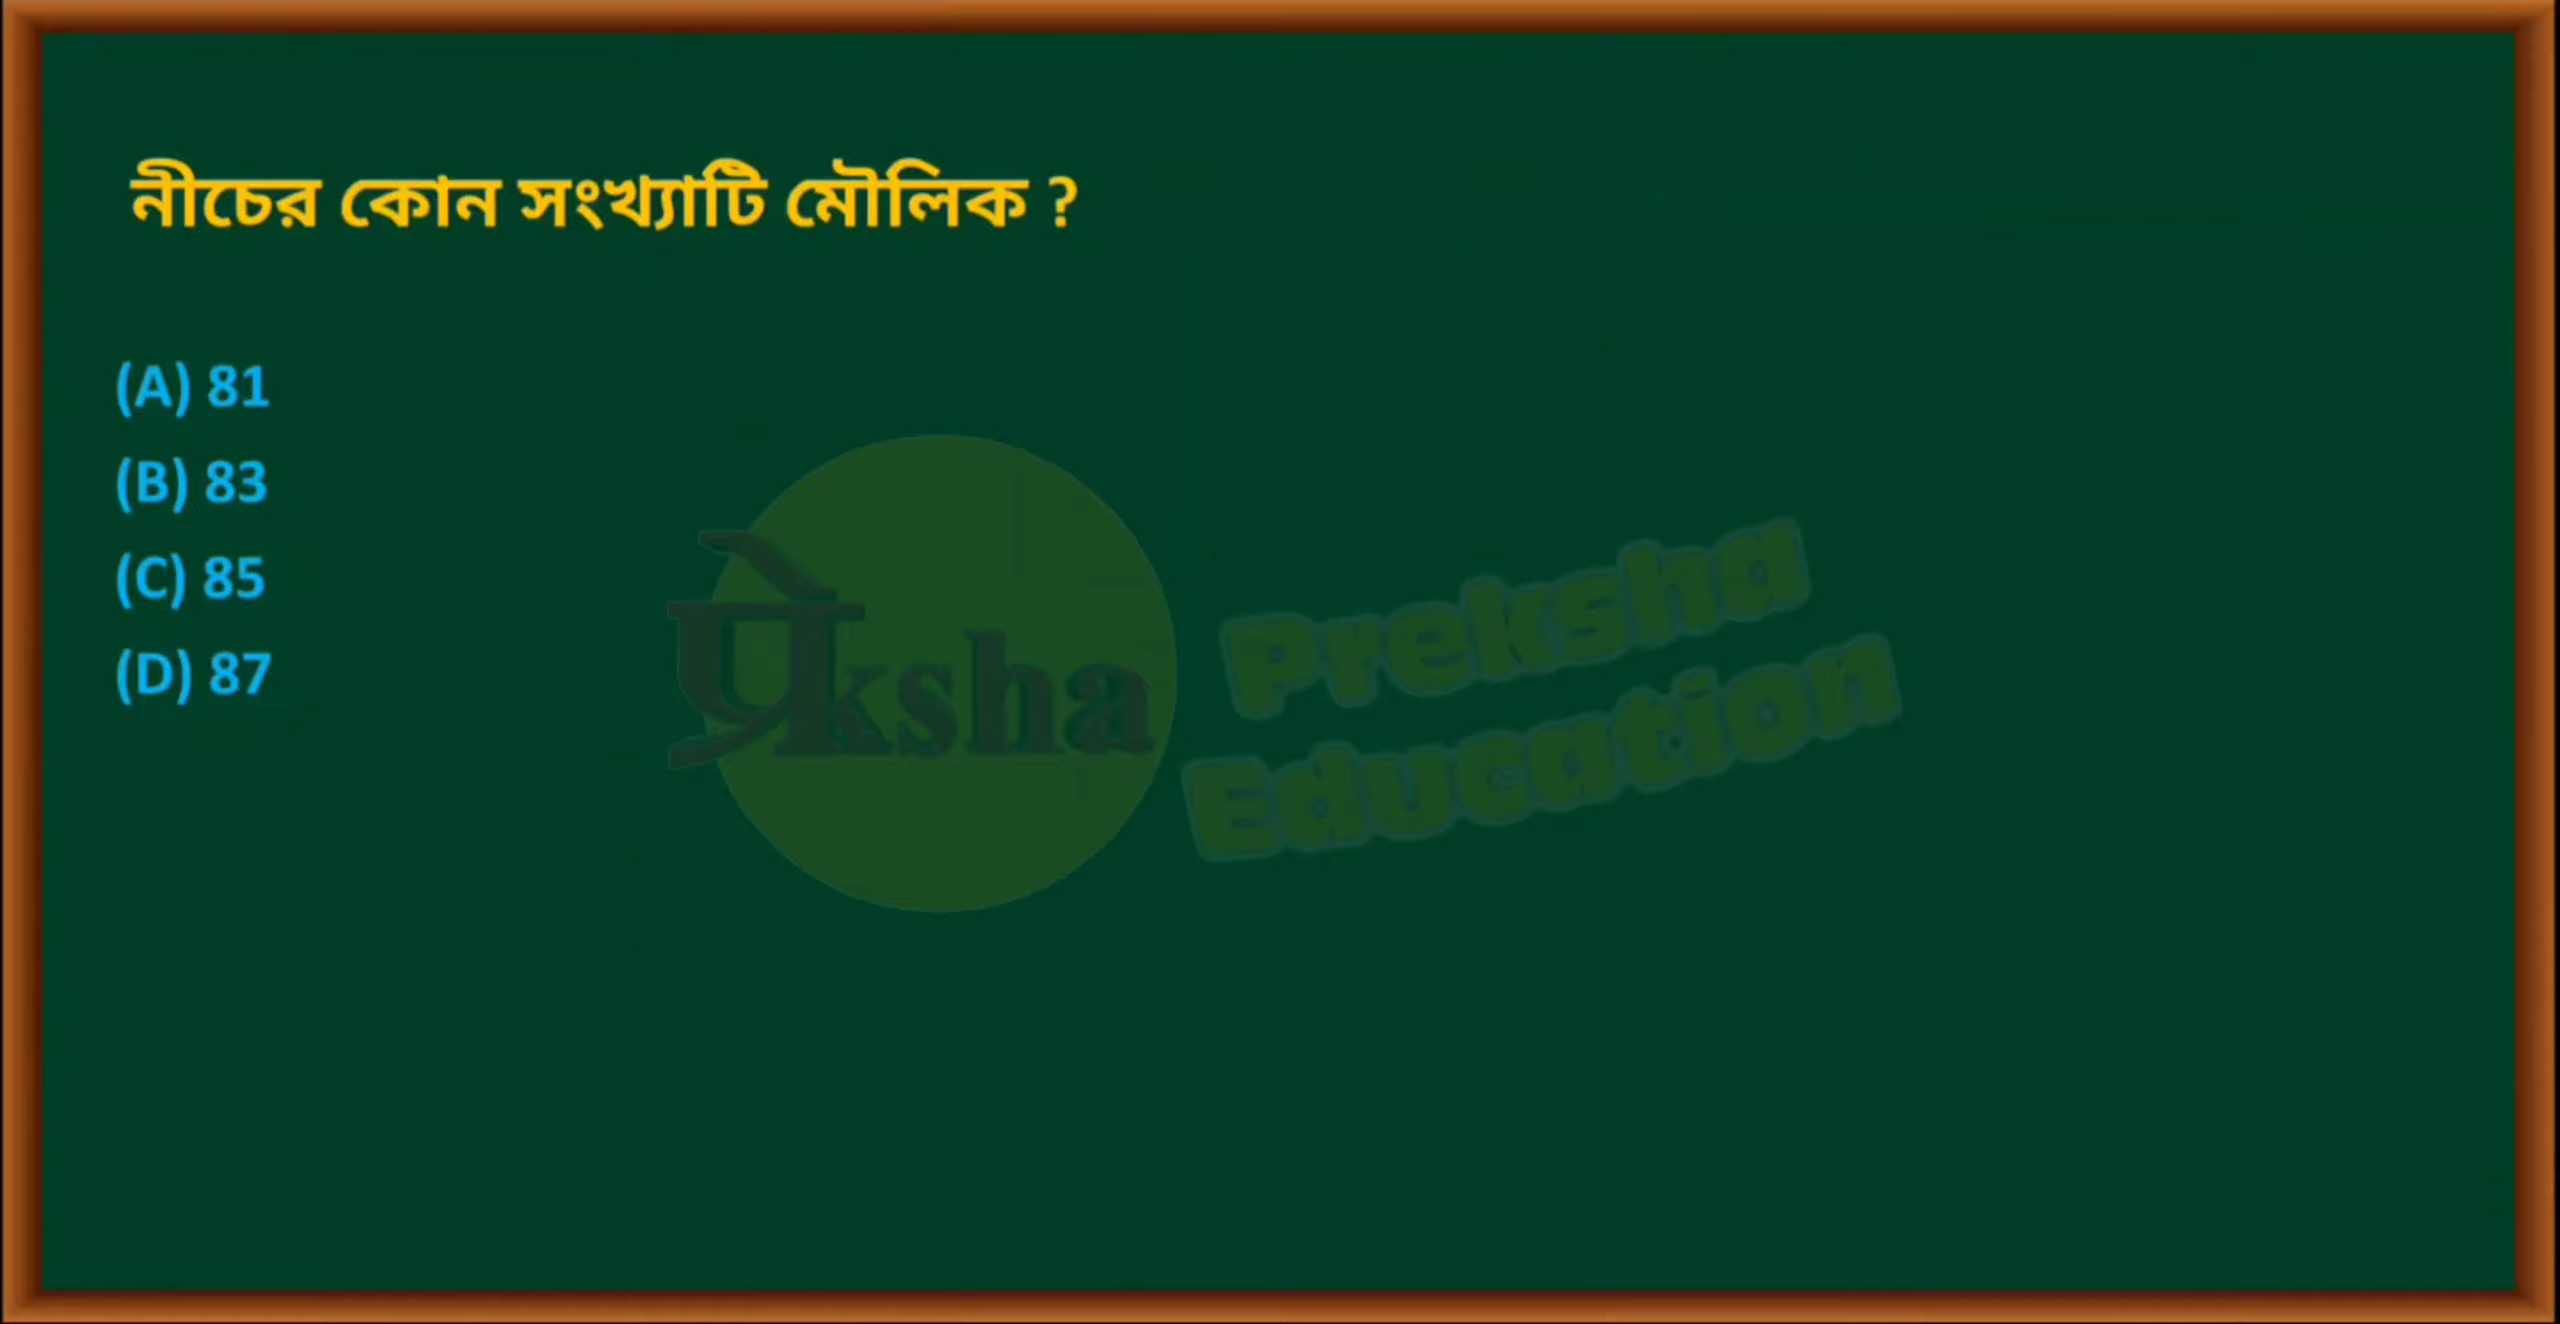 নীচের কোন সংখ্যাটি মৌলিক ?
(A) 81
(B) 83
(C) 85
(D) 87
प्रेksha
Preksha
Education